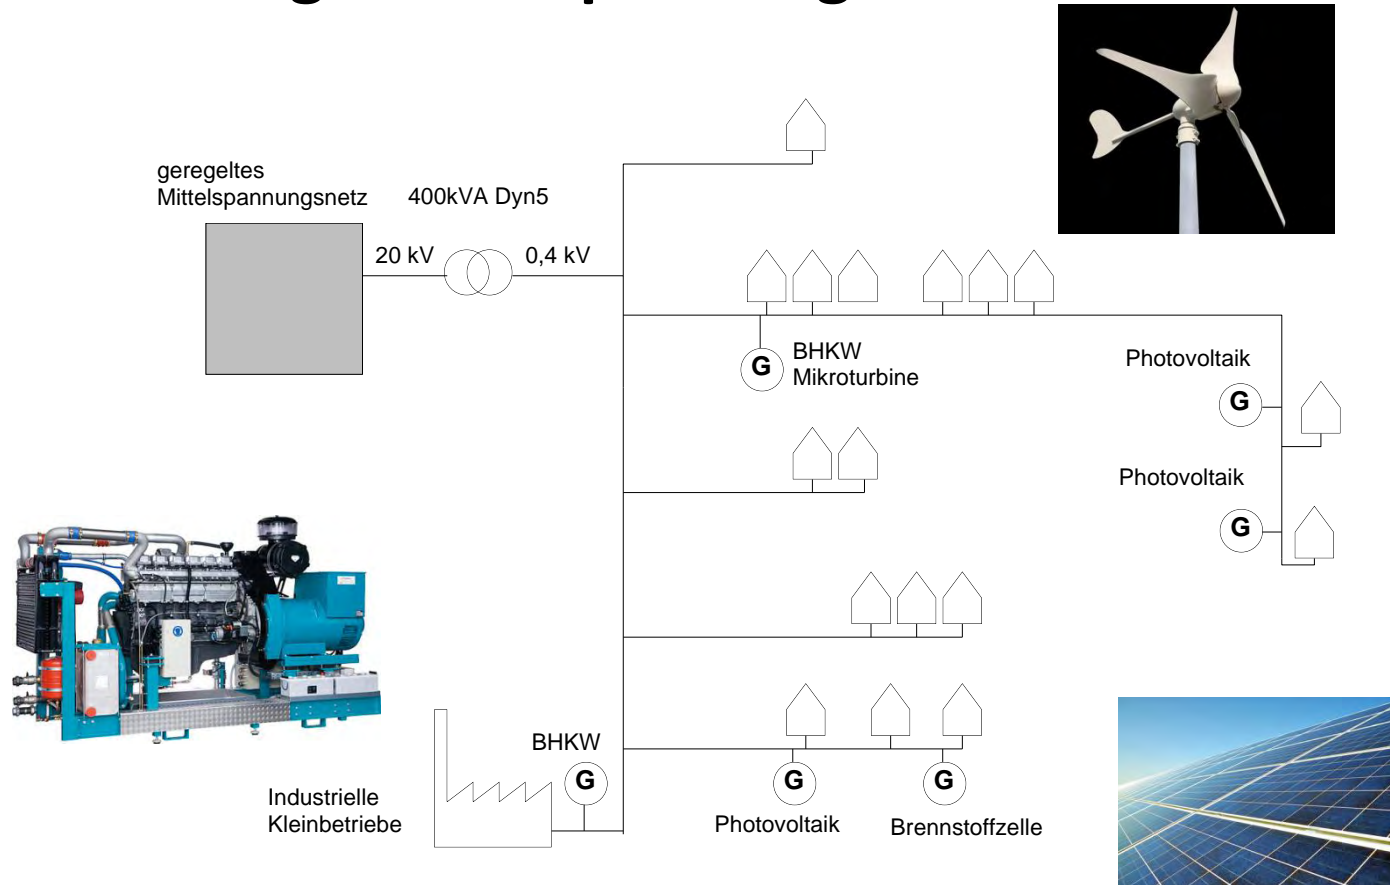 geregeltes
Mittelspannungsnetz
400kVA Dyn5
20 kV
0,4 kV
G
BHKW
Mikroturbine
Photovoltaik
G
Photovoltaik
G
BHKW
G
Industrielle
Kleinbetriebe
G
G
Photovoltaik
Brennstoffzelle